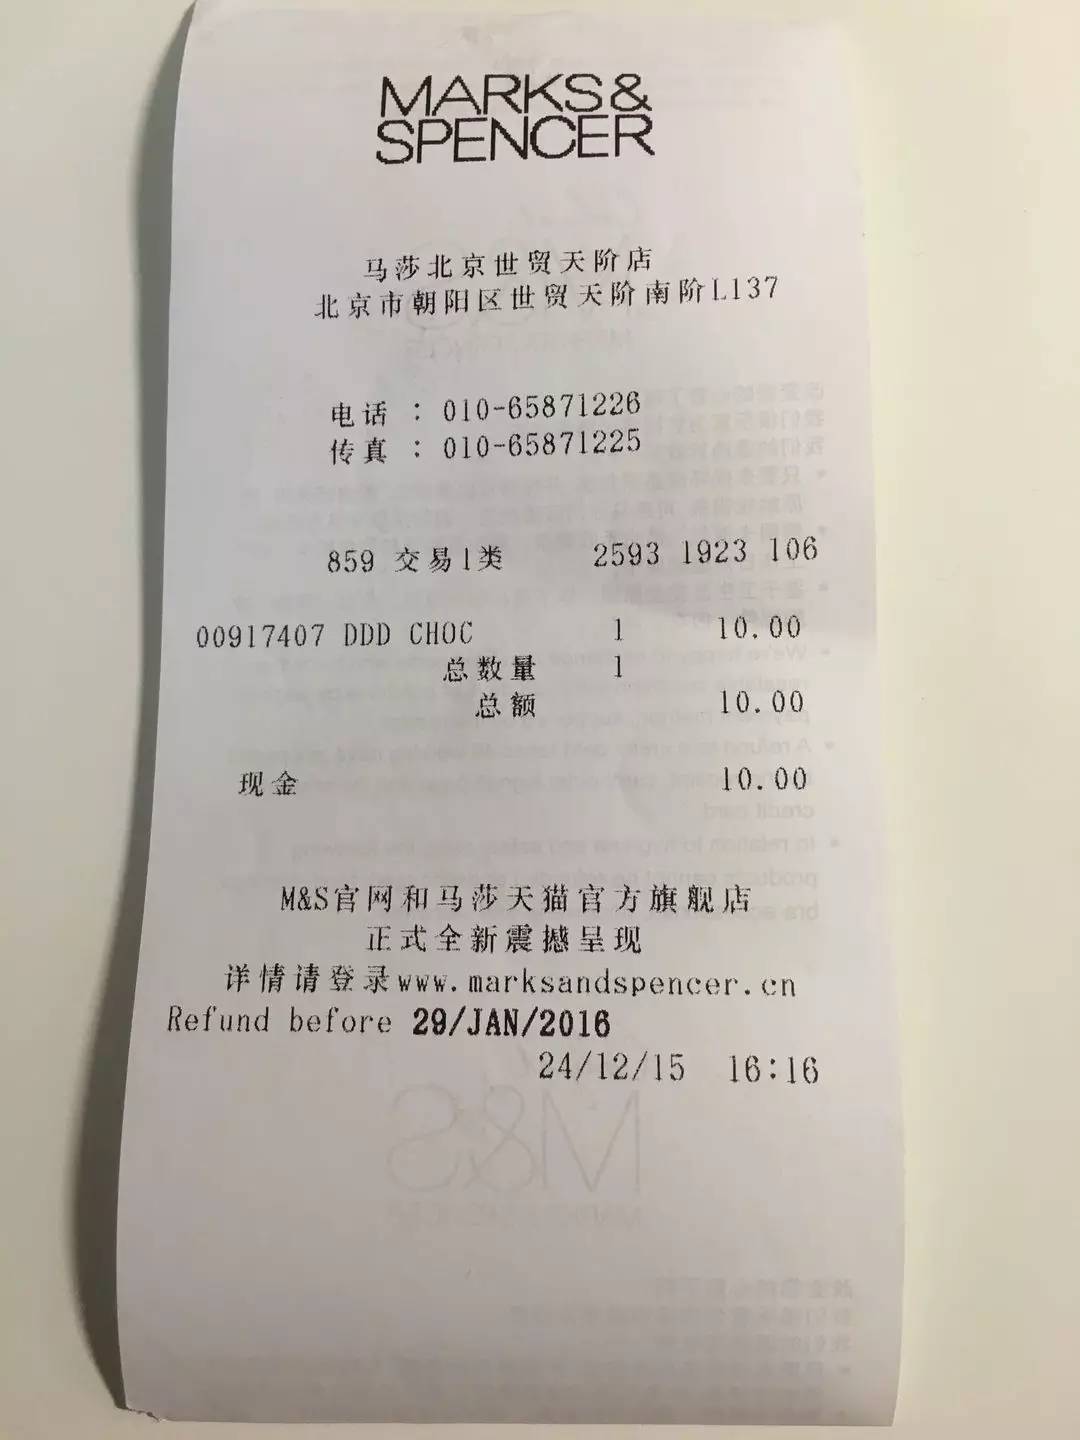 MARKS&
SPENCER
马莎北京世贸天阶店
北京市朝阳区世贸天阶南阶L137
电话 : 010-65871226
传真 : 010-65871225
859 交易1类 2593 1923 106
00917407 DDD CHOC 1 10.00
总数量 1
总额 10.00
现金 10.00
M&S官网和马莎天猫官方旗舰店
正式全新震撼呈现
详情请登录www.marksandspencer.cn
Refund before 29/JAN/2016
24/12/15 16:16
M&S